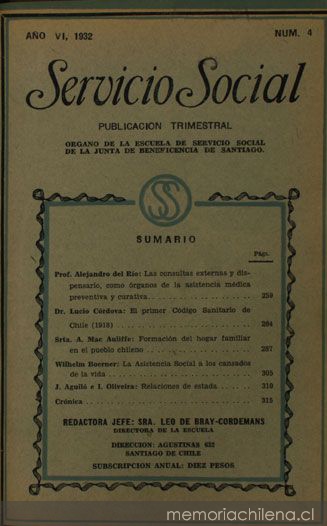 AÑO VI, 1932 NUM. 4
Servicio Social
PUBLICACION TRIMESTRAL
ORGANO DE LA ESCUELA DE SERVICIO SOCIAL
DE LA JUNTA DE BENEFICENCIA DE SANTIAGO.
SS
SUMARIO
Págs.
Prof. Alejandro del Río: Las consultas externas y dis-
pensario, como órganos de la asistencia médica
preventiva y curativa. . . . . . . . . . . . . . . . . . . . 259
Dr. Lucio Córdova: El primer Código Sanitario de
Chile (1918) . . . . . . . . . . . . . . . . . . . . . . . . . 284
Srta. A. Mac Auliffe: Formación del hogar familiar
en el pueblo chileno . . . . . . . . . . . . . . . . . . . 287
Wilhelm Boerner: La Asistencia Social a los cansados
de la vida . . . . . . . . . . . . . . . . . . . . . . . . . . 305
J. Aguiló e I. Oliveira: Relaciones de estada . . . . . . . 310
Crónica . . . . . . . . . . . . . . . . . . . . . . . . . . . . . 315
REDACTORA JEFE: SRA. LEO DE BRAY-CORDEMANS
DIRECTORA DE LA ESCUELA
DIRECCION: AGUSTINAS 632
SANTIAGO DE CHILE
SUBSCRIPCION ANUAL: DIEZ PESOS
memoriachilena.cl